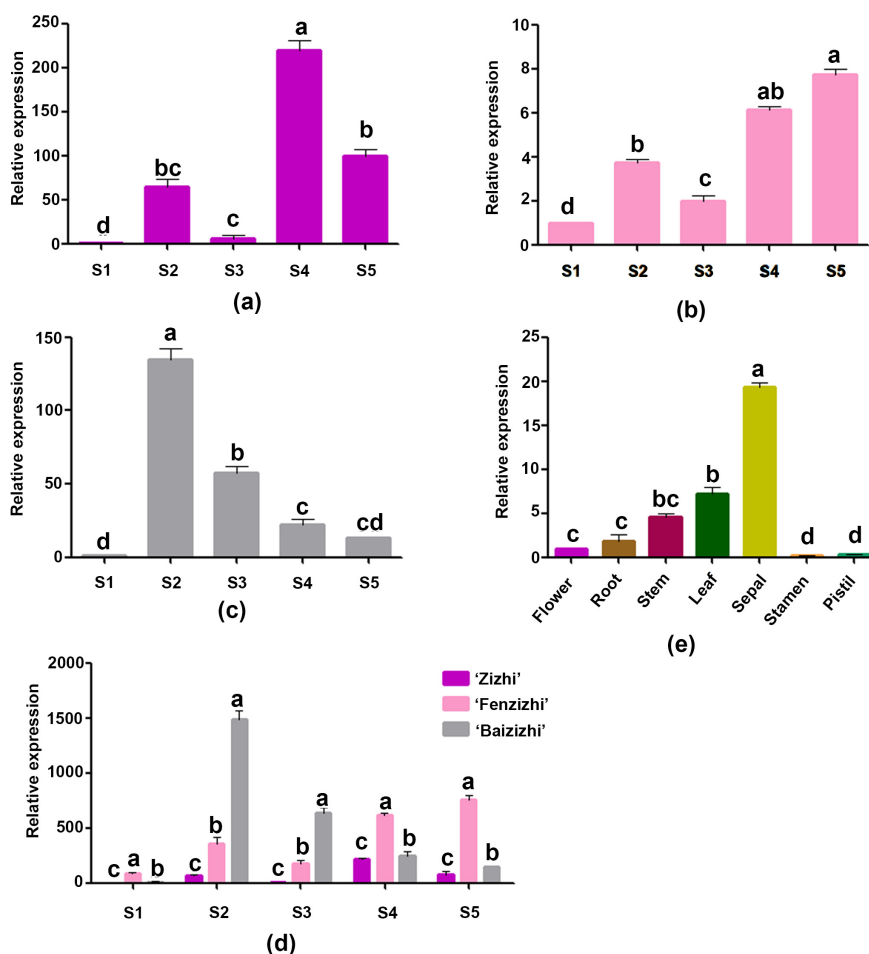 250
200
150
100
50
0
Relative expression
d
bc
c
a
b
S1 S2 S3 S4 S5
(a)
10
8
6
4
2
0
Relative expression
d
b
c
ab
a
S1 S2 S3 S4 S5
(b)
150
100
50
0
Relative expression
d
a
b
c
cd
S1 S2 S3 S4 S5
(c)
25
20
15
10
5
0
Relative expression
c
c
bc
b
a
d
d
Flower Root Stem Leaf Sepal Stamen Pistil
(e)
2000
1500
1000
500
0
Relative expression
‘Zizhi’
‘Fenzizhi’
‘Baizizhi’
c a b
c b a
c b a
c a b
c a b
S1 S2 S3 S4 S5
(d)